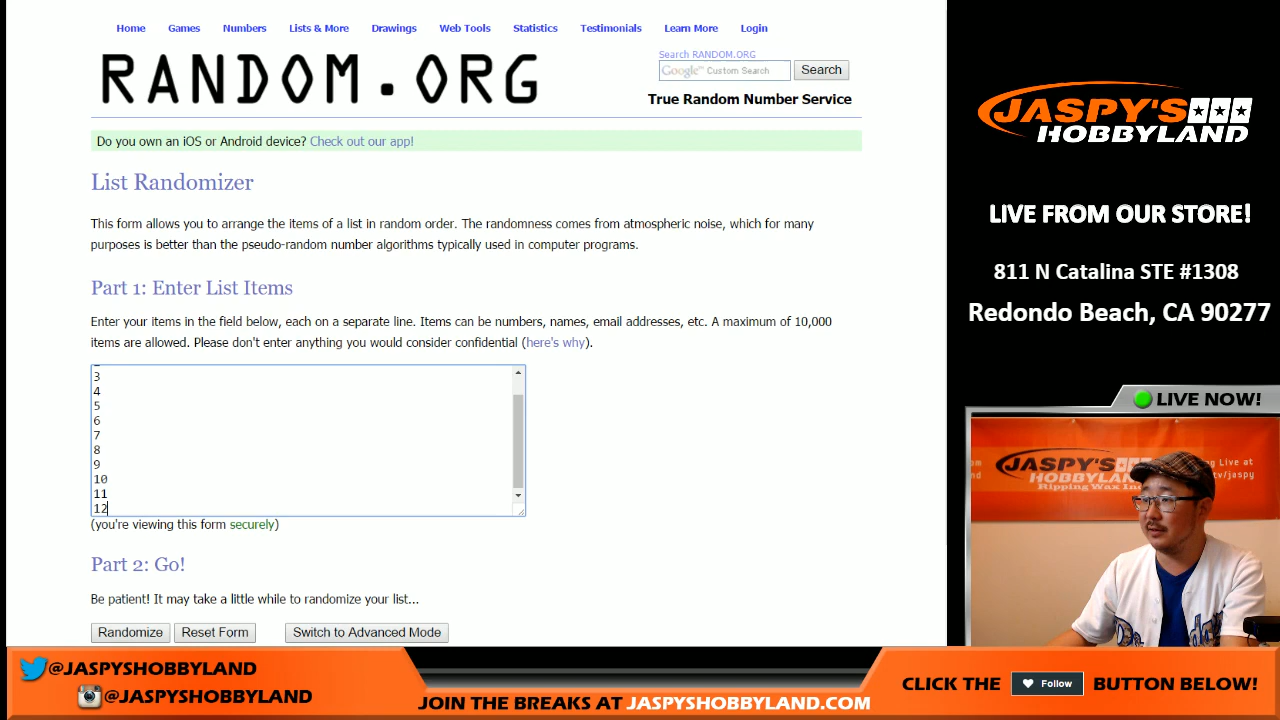 Home Games Numbers Lists & More Drawings Web Tools Statistics Testimonials Learn More Login
RANDOM.ORG
Search RANDOM.ORG
Google™ Custom Search Search
True Random Number Service
Do you own an iOS or Android device? Check out our app!
List Randomizer
This form allows you to arrange the items of a list in random order. The randomness comes from atmospheric noise, which for many
purposes is better than the pseudo-random number algorithms typically used in computer programs.
Part 1: Enter List Items
Enter your items in the field below, each on a separate line. Items can be numbers, names, email addresses, etc. A maximum of 10,000
items are allowed. Please don't enter anything you would consider confidential (here's why).
3
4
5
6
7
8
9
10
11
12
(you're viewing this form securely)
Part 2: Go!
Be patient! It may take a little while to randomize your list...
Randomize Reset Form Switch to Advanced Mode
JASPY'S
HOBBYLAND
LIVE FROM OUR STORE!
811 N Catalina STE #1308
Redondo Beach, CA 90277
LIVE NOW!
JASPY'S
HOBBYLAND
Ripping Wax
ng Live at
tv/jaspy
@JASPYSHOBBYLAND
@JASPYSHOBBYLAND
JOIN THE BREAKS AT JASPYSHOBBYLAND.COM
CLICK THE Follow BUTTON BELOW!